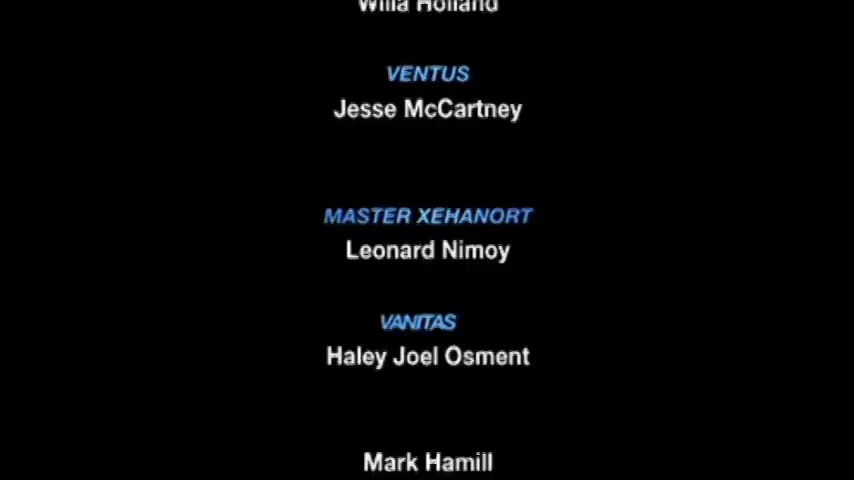 Willa Holland
VENTUS
Jesse McCartney
MASTER XEHANORT
Leonard Nimoy
VANITAS
Haley Joel Osment
Mark Hamill